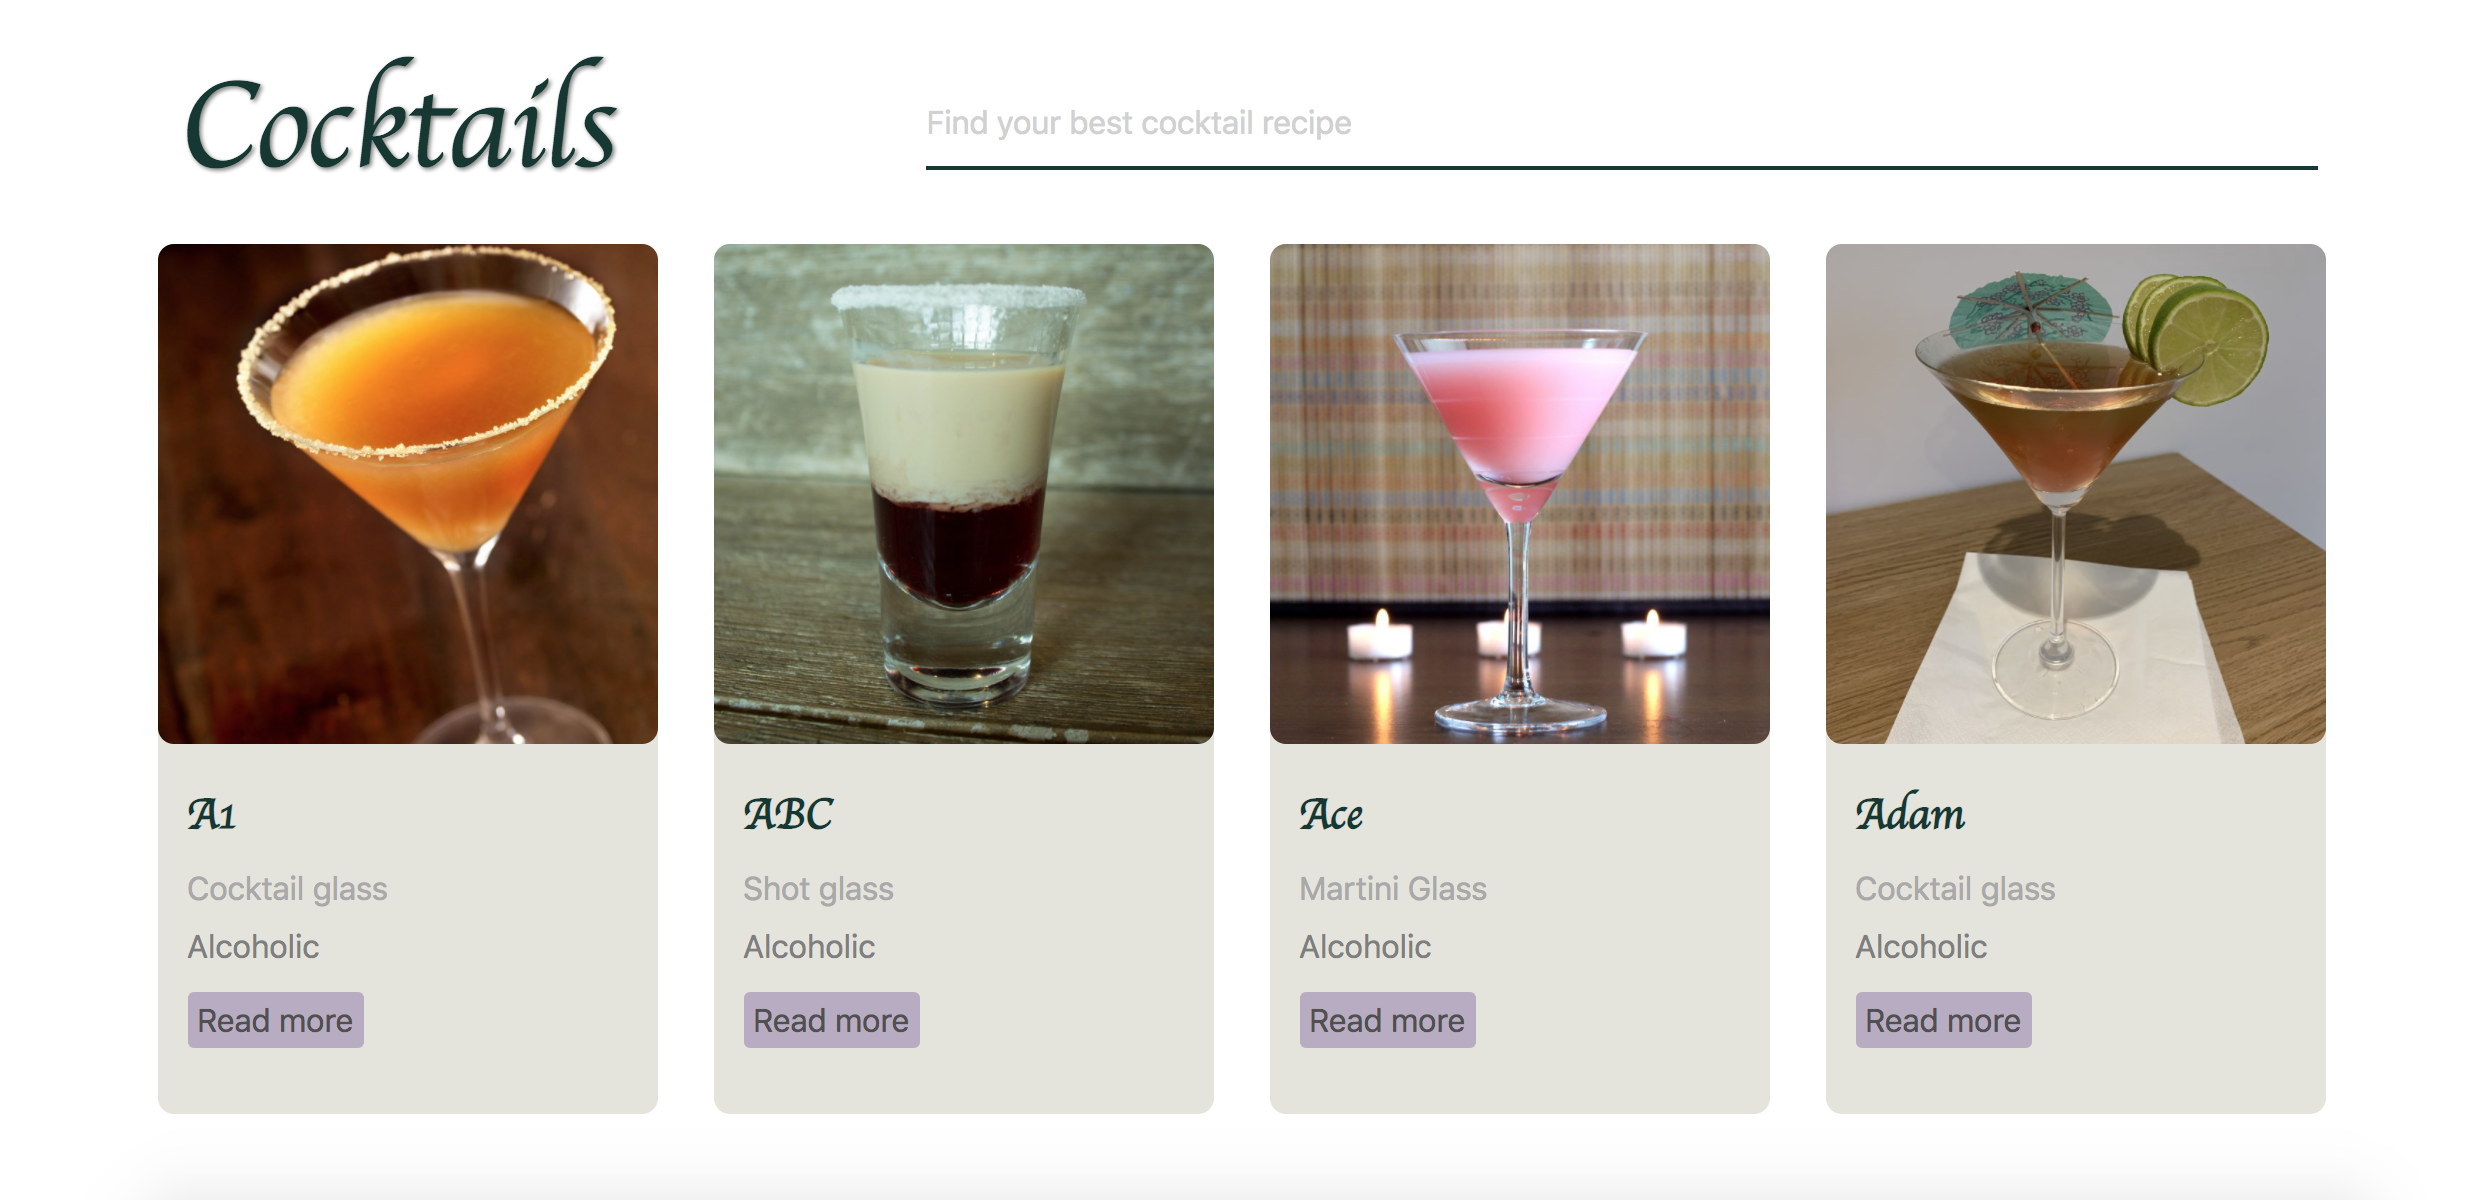 Cocktails
Find your best cocktail recipe
A1
Cocktail glass
Alcoholic
Read more
ABC
Shot glass
Alcoholic
Read more
Ace
Martini Glass
Alcoholic
Read more
Adam
Cocktail glass
Alcoholic
Read more